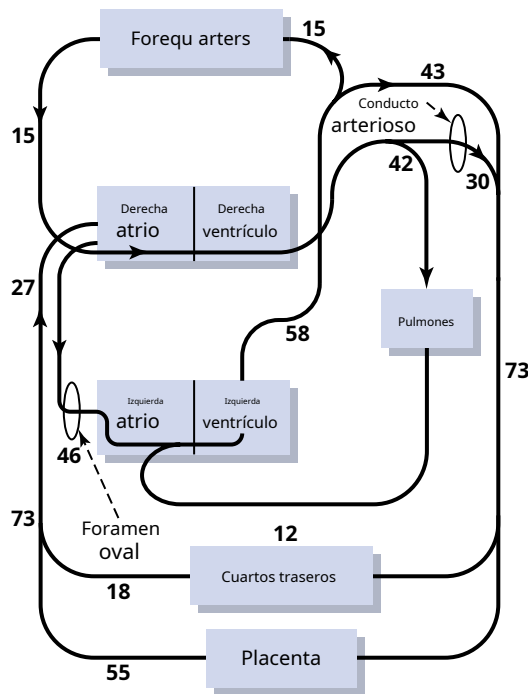 Forequ arters
15
43
Conducto
arterioso
15
42
30
Derecha
atrio
Derecha
ventrículo
27
Pulmones
58
73
Izquierda
atrio
Izquierda
ventrículo
46
Foramen
oval
73
12
Cuartos traseros
18
Placenta
55